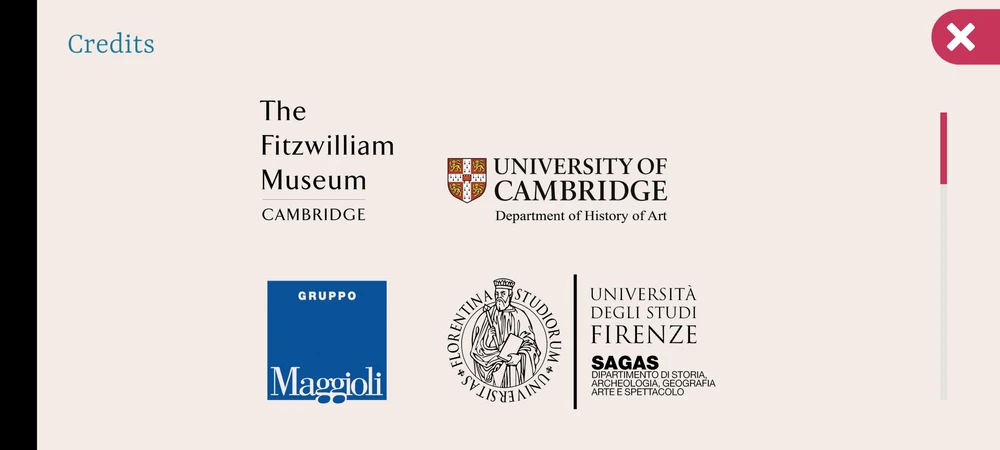 Credits
The
Fitzwilliam
Museum
CAMBRIDGE
UNIVERSITY OF
CAMBRIDGE
Department of History of Art
GRUPPO
Maggioli
FLORENTINA STUDIORUM UNIVERSITAS
UNIVERSITÀ
DEGLI STUDI
FIRENZE
SAGAS
DIPARTIMENTO DI STORIA,
ARCHEOLOGIA, GEOGRAFIA
ARTE E SPETTACOLO